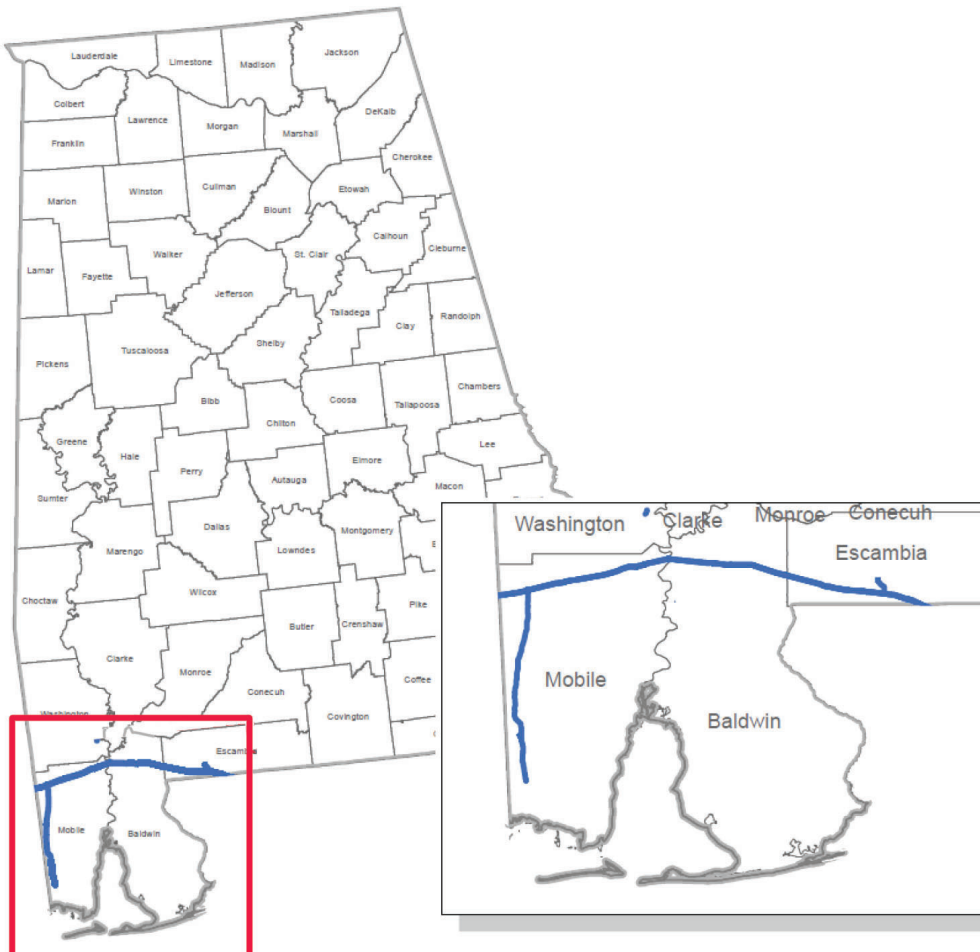 Lauderdale
Limestone
Madison
Jackson
Colbert
Lawrence
Morgan
Marshall
DeKalb
Franklin
Cherokee
Marion
Winston
Cullman
Blount
Etowah
Calhoun
Cleburne
Walker
St. Clair
Lamar
Fayette
Jefferson
Talladega
Clay
Randolph
Shelby
Tuscaloosa
Pickens
Bibb
Coosa
Tallapoosa
Chambers
Chilton
Greene
Hale
Perry
Elmore
Lee
Autauga
Macon
Sumter
Dallas
Montgomery
Marengo
Lowndes
Choctaw
Wilcox
Butler
Crenshaw
Pike
Clarke
Monroe
Conecuh
Coffee
Washington
Covington
Escambia
Mobile
Baldwin
Washington
Clarke
Monroe
Conecuh
Escambia
Mobile
Baldwin